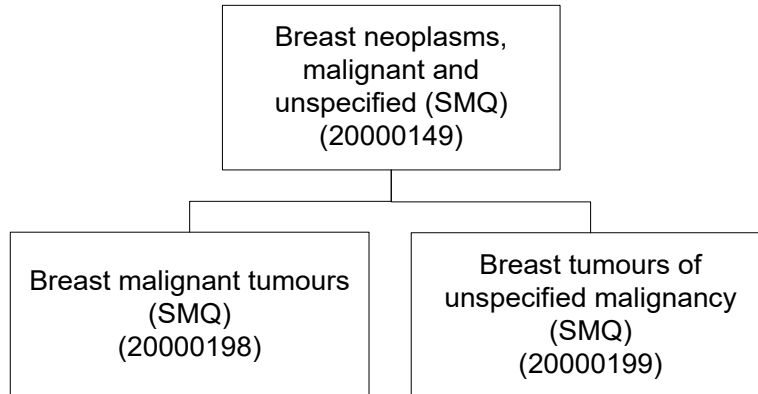 Breast neoplasms,
malignant and
unspecified (SMQ)
(20000149)
Breast malignant tumours
(SMQ)
(20000198)
Breast tumours of
unspecified malignancy
(SMQ)
(20000199)